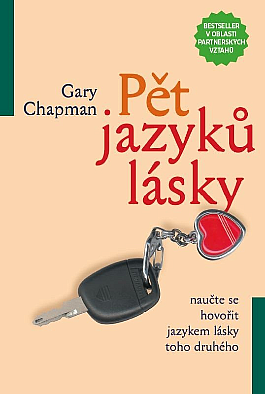 BESTSELLER
V OBLASTI
PARTNERSKÝCH
VZTAHŮ
Gary
Chapman
Pět
jazyků
lásky
naučte se
hovořit
jazykem lásky
toho druhého